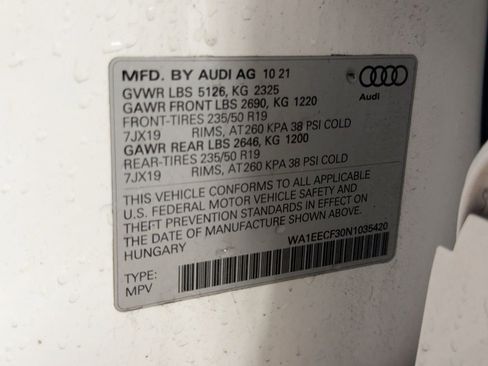 MFD. BY AUDI AG 10 21
GVWR LBS 5126, KG 2325
GAWR FRONT LBS 2690, KG 1220
FRONT-TIRES 235/50 R19
7JX19 RIMS, AT260 KPA 38 PSI COLD
GAWR REAR LBS 2646, KG 1200
REAR-TIRES 235/50 R19
7JX19 RIMS, AT260 KPA 38 PSI COLD
THIS VEHICLE CONFORMS TO ALL APPLICABLE
U.S. FEDERAL MOTOR VEHICLE SAFETY AND
THEFT PREVENTION STANDARDS IN EFFECT ON
THE DATE OF MANUFACTURE SHOWN ABOVE.
HUNGARY
WA1EECF30N1035420
TYPE:
MPV
Audi